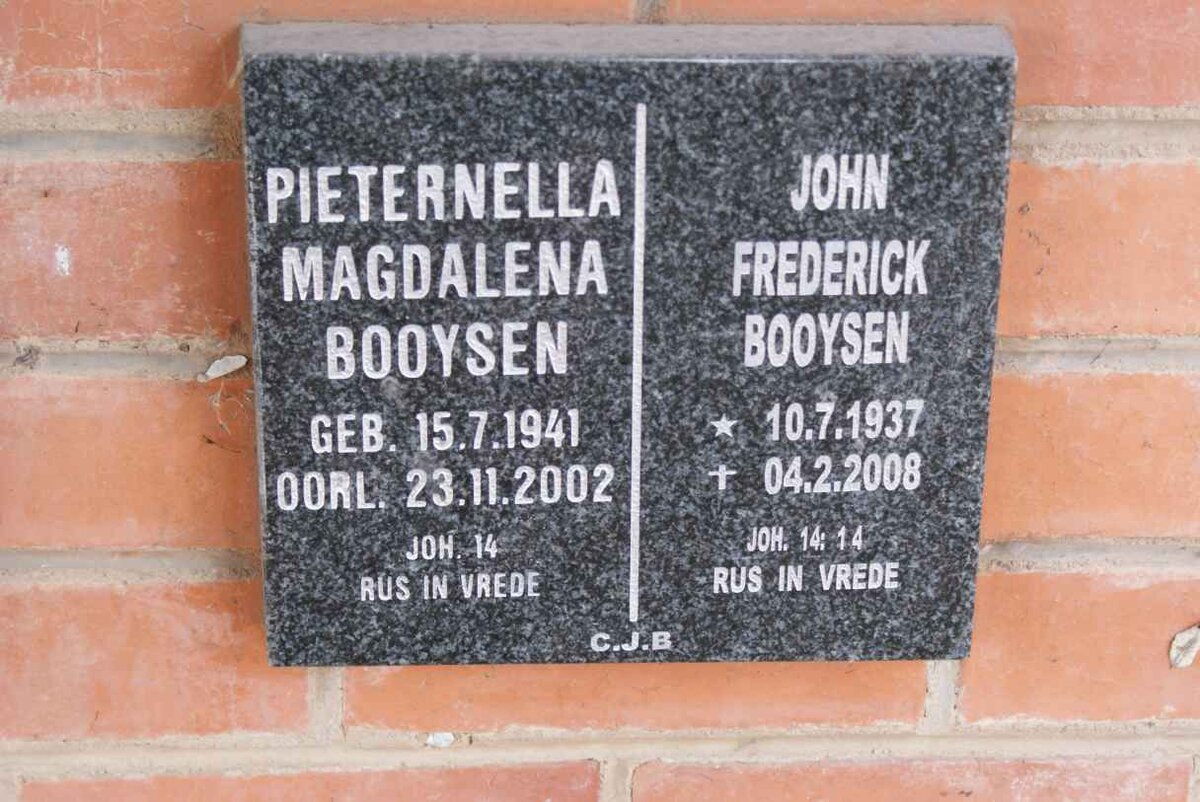 PIETERNELLA
MAGDALENA
BOOYSEN
GEB. 15.7.1941
OORL. 23.11.2002
JOH. 14
RUS IN VREDE
JOHN
FREDERICK
BOOYSEN
★ 10.7.1937
✝ 04.2.2008
JOH. 14: 14
RUS IN VREDE
C.J.B